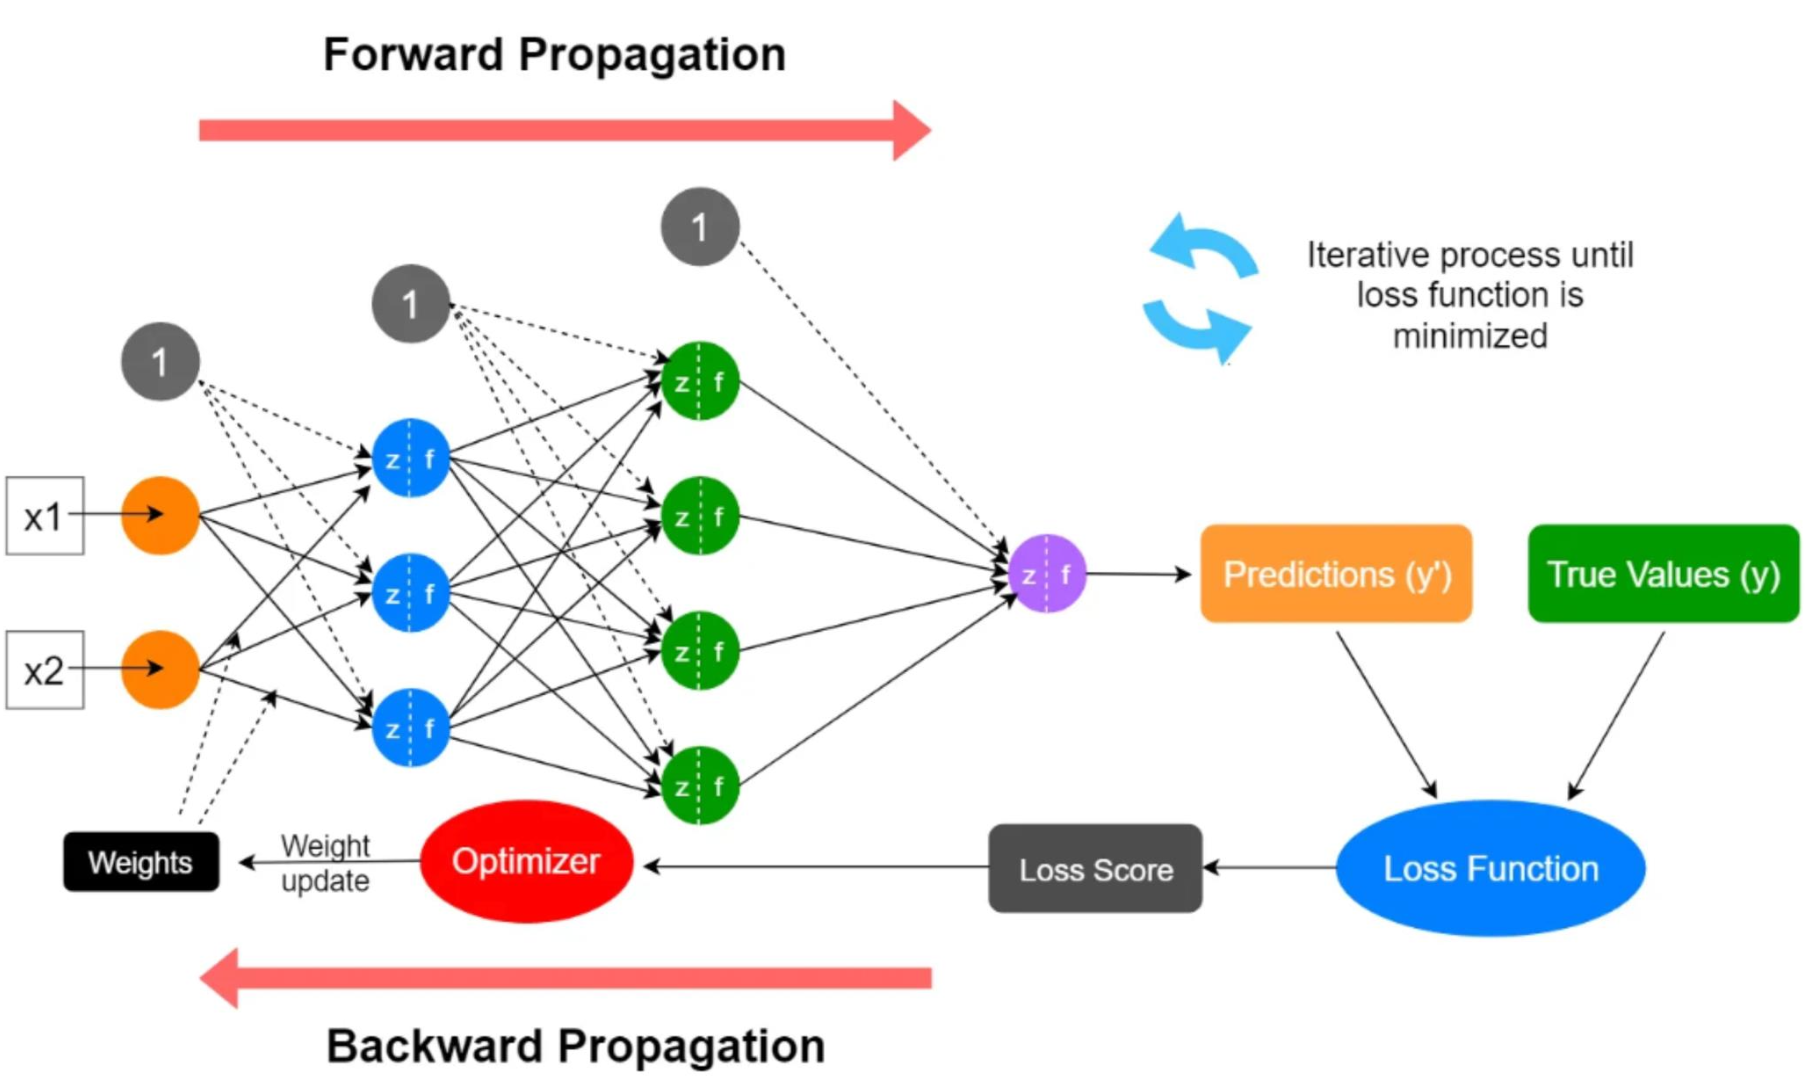 Forward Propagation
1
1
1
Iterative process until
loss function is
minimized
z f
z f
x1
z f
z f
z f
Predictions (y')
True Values (y)
z f
x2
z f
z f
Weights
Weight
update
Optimizer
Loss Score
Loss Function
Backward Propagation